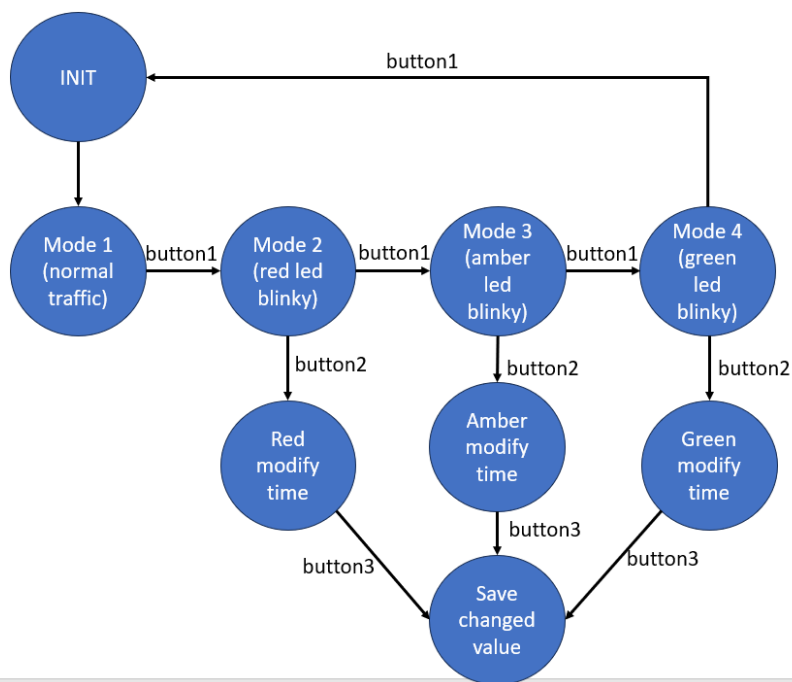 button1
INIT
Mode 1
(normal
traffic)
button1
Mode 2
(red led
blinky)
button1
Mode 3
(amber
led
blinky)
button1
Mode 4
(green
led
blinky)
button2
button2
button2
Red
modify
time
Amber
modify
time
Green
modify
time
button3
button3
button3
Save
changed
value